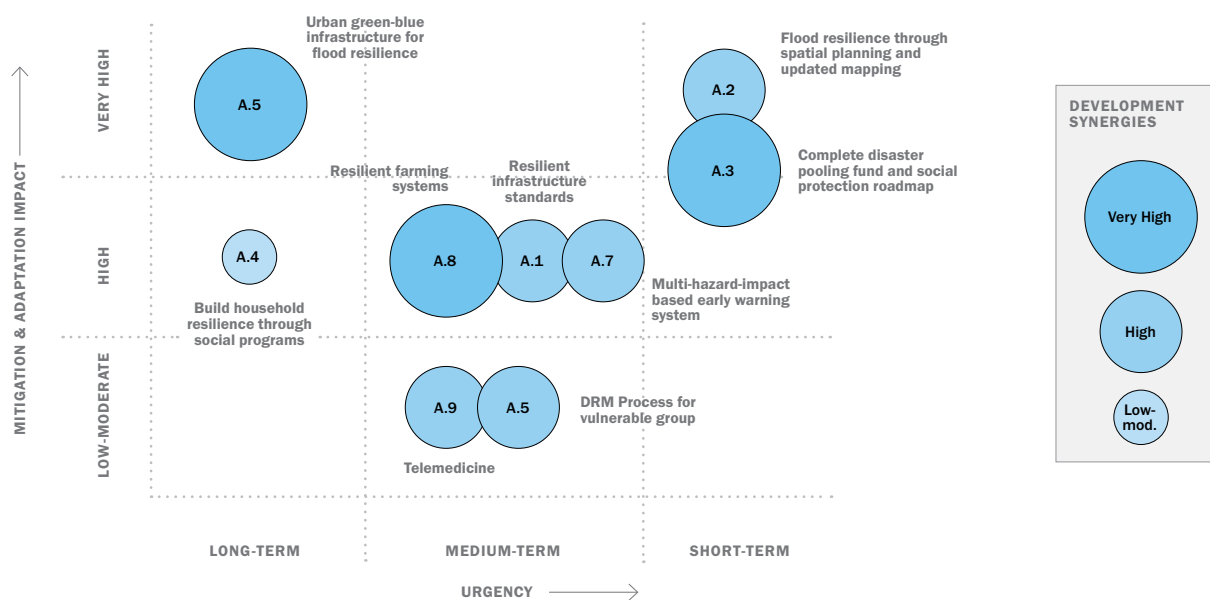 Urban green-blue
infrastructure for
flood resilience
Flood resilience through
spatial planning and
updated mapping
DEVELOPMENT
SYNERGIES
VERY HIGH
A.5
A.2
Complete disaster
pooling fund and social
protection roadmap
A.3
Very High
MITIGATION & ADAPTATION IMPACT
Resilient farming
systems
Resilient
infrastructure
standards
HIGH
A.4
A.8
A.1
A.7
Build household
resilience through
social programs
Multi-hazard-impact
based early warning
system
High
LOW-MODERATE
A.9
A.5
DRM Process for
vulnerable group
Telemedicine
Low-
mod.
LONG-TERM
MEDIUM-TERM
SHORT-TERM
URGENCY